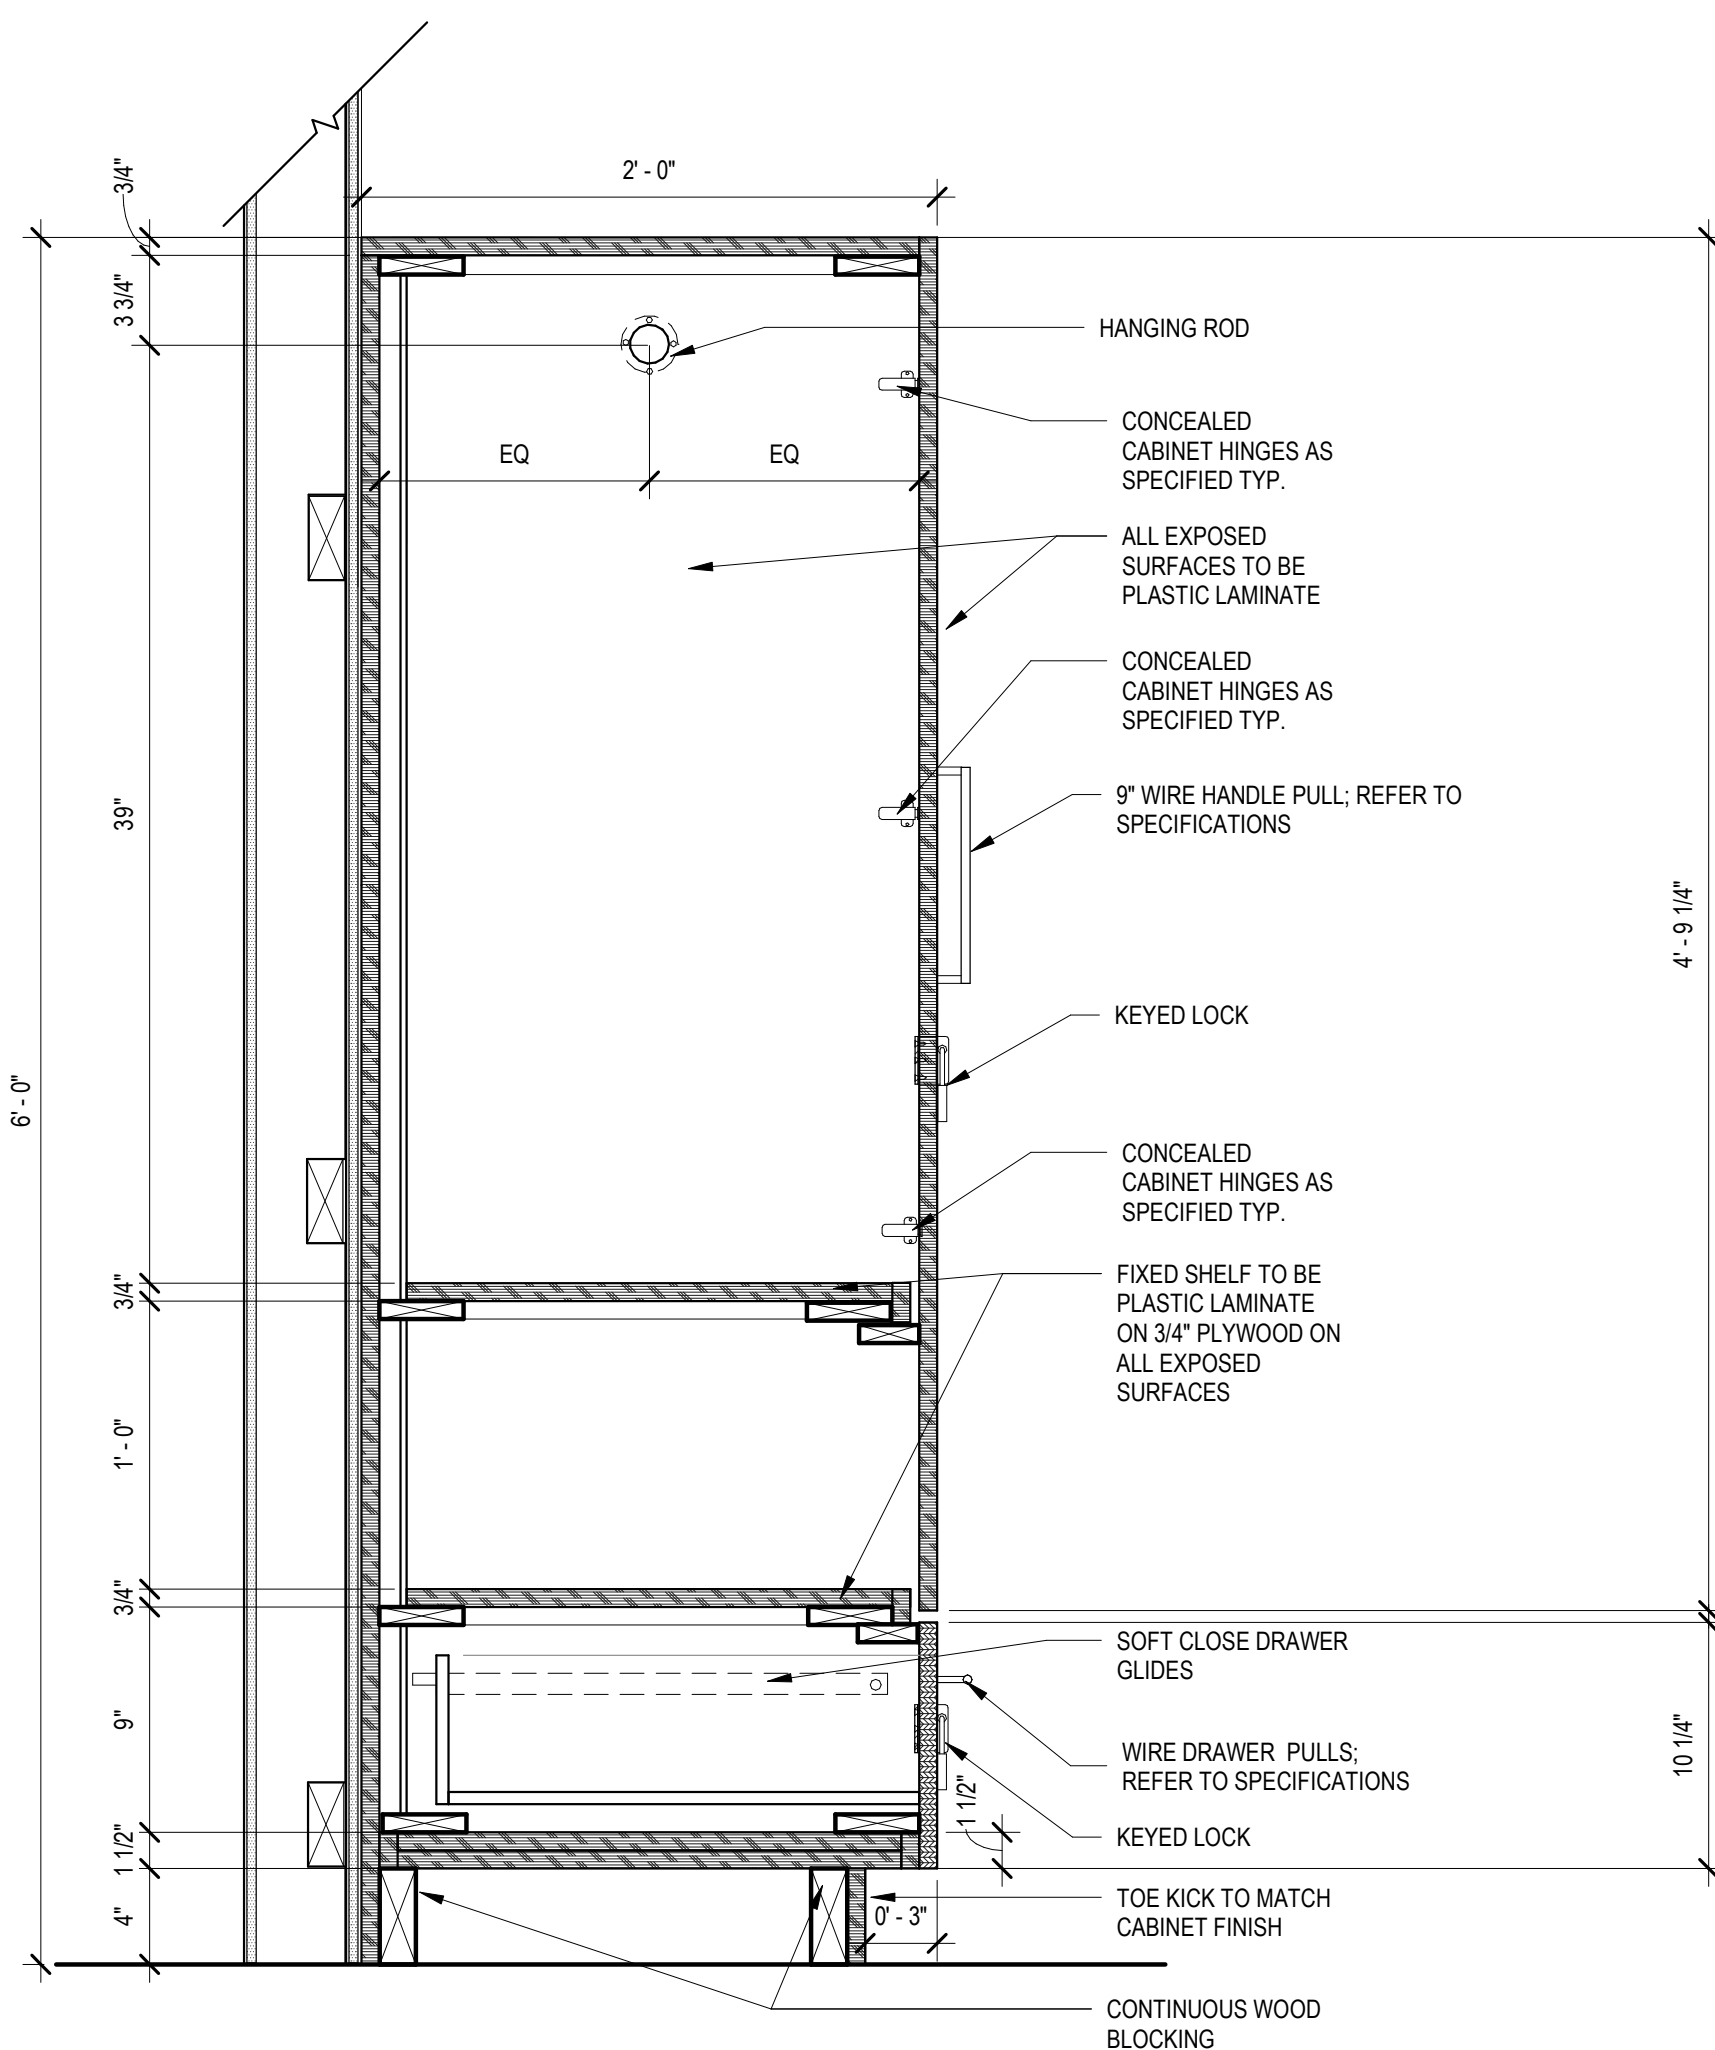 2' - 0"
3/4"
3 3/4"
39"
3/4"
1' - 0"
3/4"
9"
1 1/2"
4"
6' - 0"
EQ
EQ
HANGING ROD
CONCEALED
CABINET HINGES AS
SPECIFIED TYP.
ALL EXPOSED
SURFACES TO BE
PLASTIC LAMINATE
CONCEALED
CABINET HINGES AS
SPECIFIED TYP.
9" WIRE HANDLE PULL; REFER TO
SPECIFICATIONS
KEYED LOCK
CONCEALED
CABINET HINGES AS
SPECIFIED TYP.
FIXED SHELF TO BE
PLASTIC LAMINATE
ON 3/4" PLYWOOD ON
ALL EXPOSED
SURFACES
SOFT CLOSE DRAWER
GLIDES
WIRE DRAWER PULLS;
REFER TO SPECIFICATIONS
1 1/2"
KEYED LOCK
TOE KICK TO MATCH
CABINET FINISH
0' - 3"
CONTINUOUS WOOD
BLOCKING
4' - 9 1/4"
10 1/4"